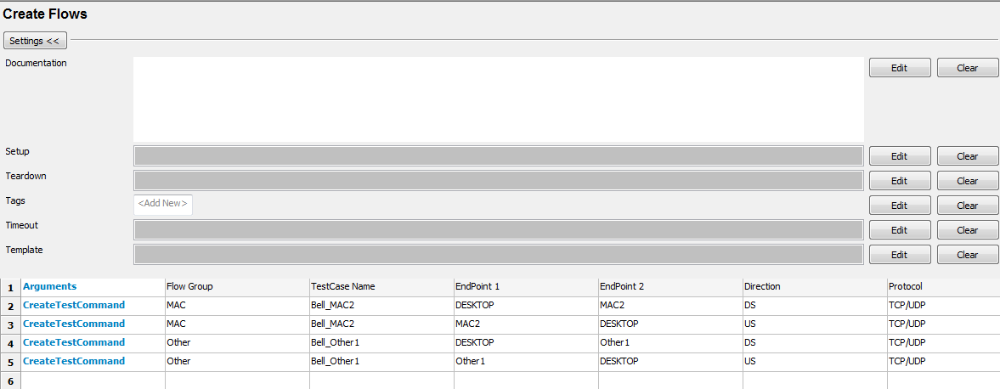 Create Flows
Settings <<
Documentation Edit Clear
Setup Edit Clear
Teardown Edit Clear
Tags <Add New> Edit Clear
Timeout Edit Clear
Template Edit Clear
1 Arguments Flow Group TestCase Name EndPoint 1 EndPoint 2 Direction Protocol
2 CreateTestCommand MAC Bell_MAC2 DESKTOP MAC2 DS TCP/UDP
3 CreateTestCommand MAC Bell_MAC2 MAC2 DESKTOP US TCP/UDP
4 CreateTestCommand Other Bell_Other1 DESKTOP Other1 DS TCP/UDP
5 CreateTestCommand Other Bell_Other1 Other1 DESKTOP US TCP/UDP
6